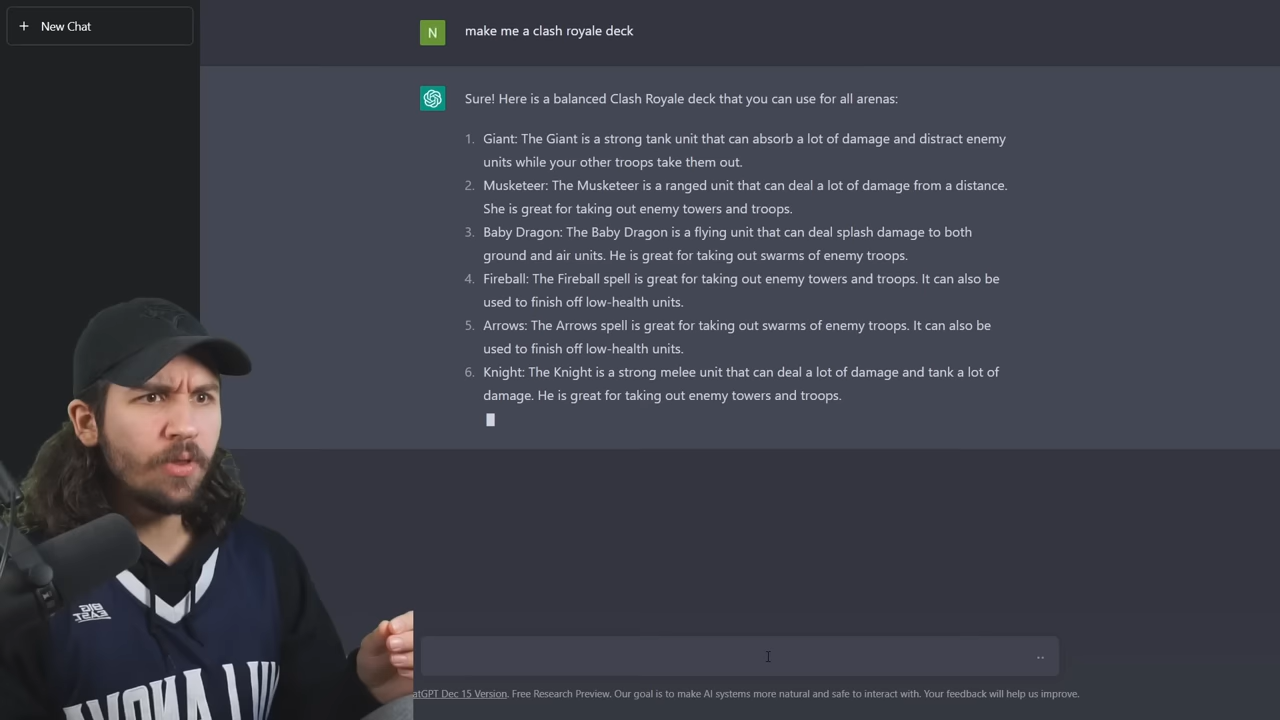 New Chat
N
make me a clash royale deck
Sure! Here is a balanced Clash Royale deck that you can use for all arenas:
1. Giant: The Giant is a strong tank unit that can absorb a lot of damage and distract enemy
units while your other troops take them out.
2. Musketeer: The Musketeer is a ranged unit that can deal a lot of damage from a distance.
She is great for taking out enemy towers and troops.
3. Baby Dragon: The Baby Dragon is a flying unit that can deal splash damage to both
ground and air units. He is great for taking out swarms of enemy troops.
4. Fireball: The Fireball spell is great for taking out enemy towers and troops. It can also be
used to finish off low-health units.
5. Arrows: The Arrows spell is great for taking out swarms of enemy troops. It can also be
used to finish off low-health units.
6. Knight: The Knight is a strong melee unit that can deal a lot of damage and tank a lot of
damage. He is great for taking out enemy towers and troops.
BIG
EAST
atGPT Dec 15 Version. Free Research Preview. Our goal is to make AI systems more natural and safe to interact with. Your feedback will help us improve.